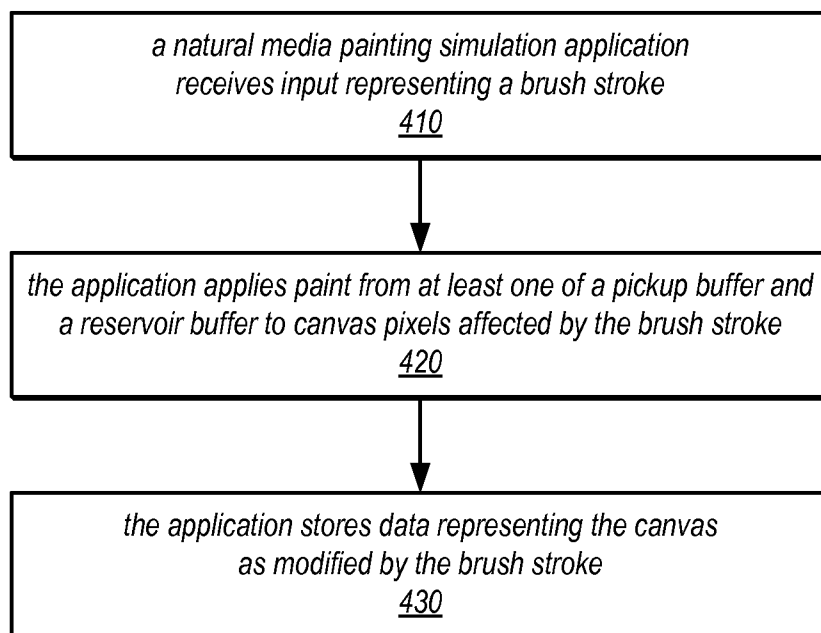 a natural media painting simulation application
receives input representing a brush stroke
410
the application applies paint from at least one of a pickup buffer and
a reservoir buffer to canvas pixels affected by the brush stroke
420
the application stores data representing the canvas
as modified by the brush stroke
430